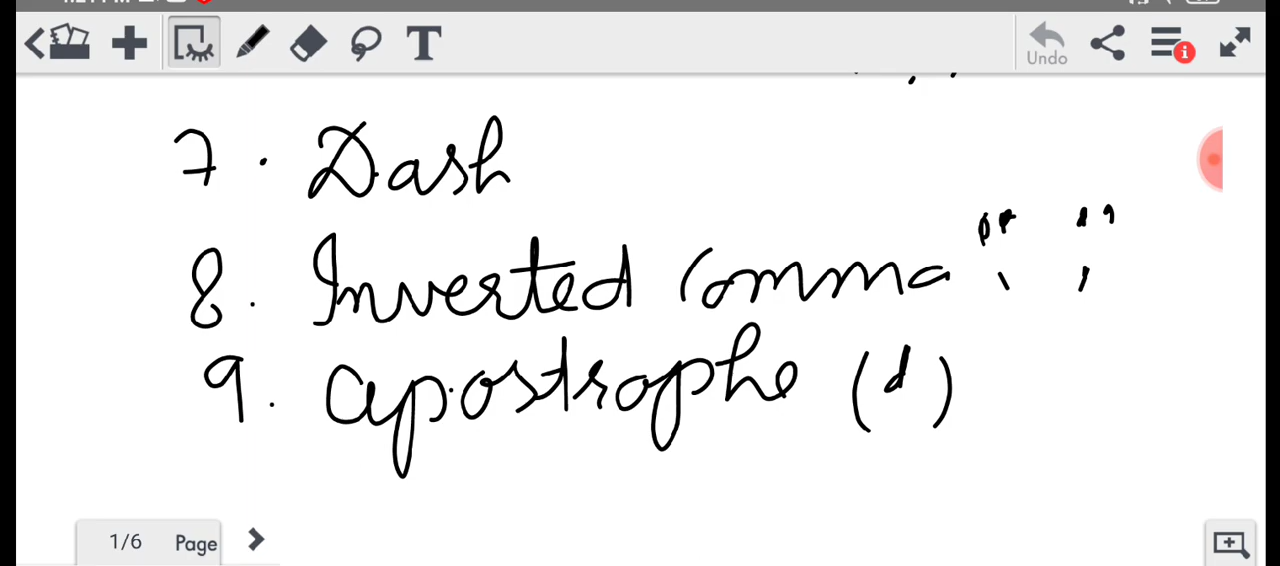 T
Undo
7. Dash
8. Inverted comma “ ” ‘ ’
9. apostrophe (')
1/6 Page